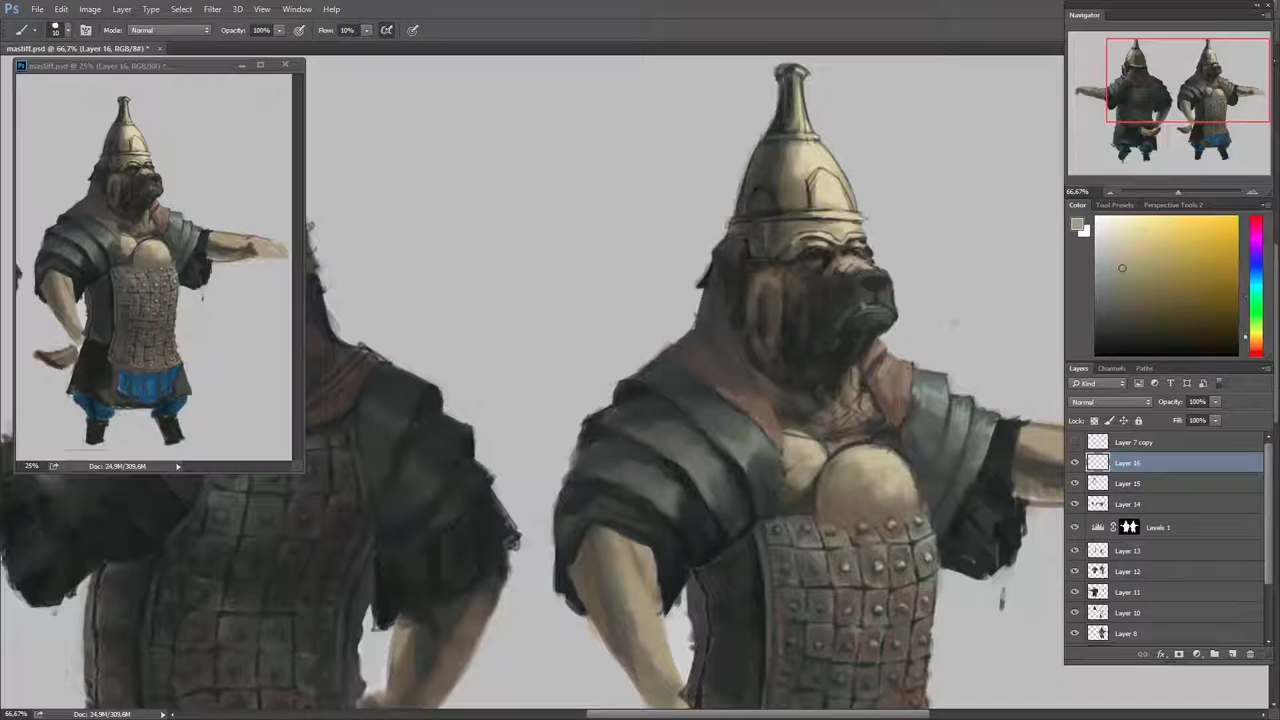 Ps File Edit Image Layer Type Select Filter 3D View Window Help
10 Mode: Normal Opacity: 100% Flow: 10%
mastiff.psd @ 66,7% (Layer 16, RGB/8#) * ×
mastiff.psd @ 25% (Layer 16, RGB/8#) *
25% Doc: 24,9M/309,6M
66,67% Doc: 24,9M/309,6M
Navigator
66,67%
Color Tool Presets Perspective Tools 2
Layers Channels Paths
Kind
Normal Opacity: 100%
Lock: Fill: 100%
Layer 7 copy
Layer 16
Layer 15
Layer 14
Levels 1
Layer 13
Layer 12
Layer 11
Layer 10
Layer 8